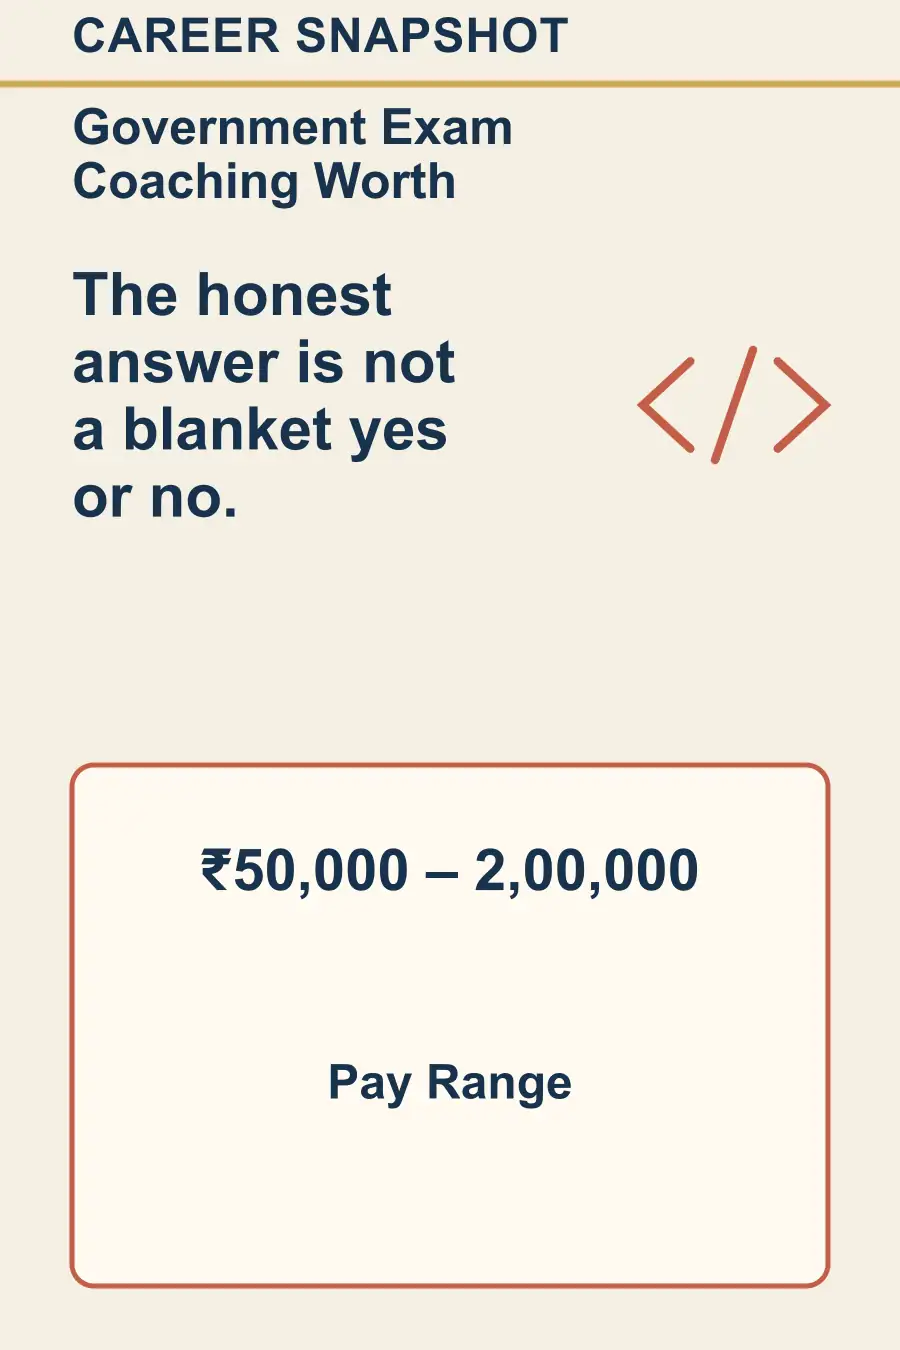 CAREER SNAPSHOT
Government Exam
Coaching Worth
The honest
answer is not
a blanket yes
or no.
</>
₹50,000 – 2,00,000
Pay Range